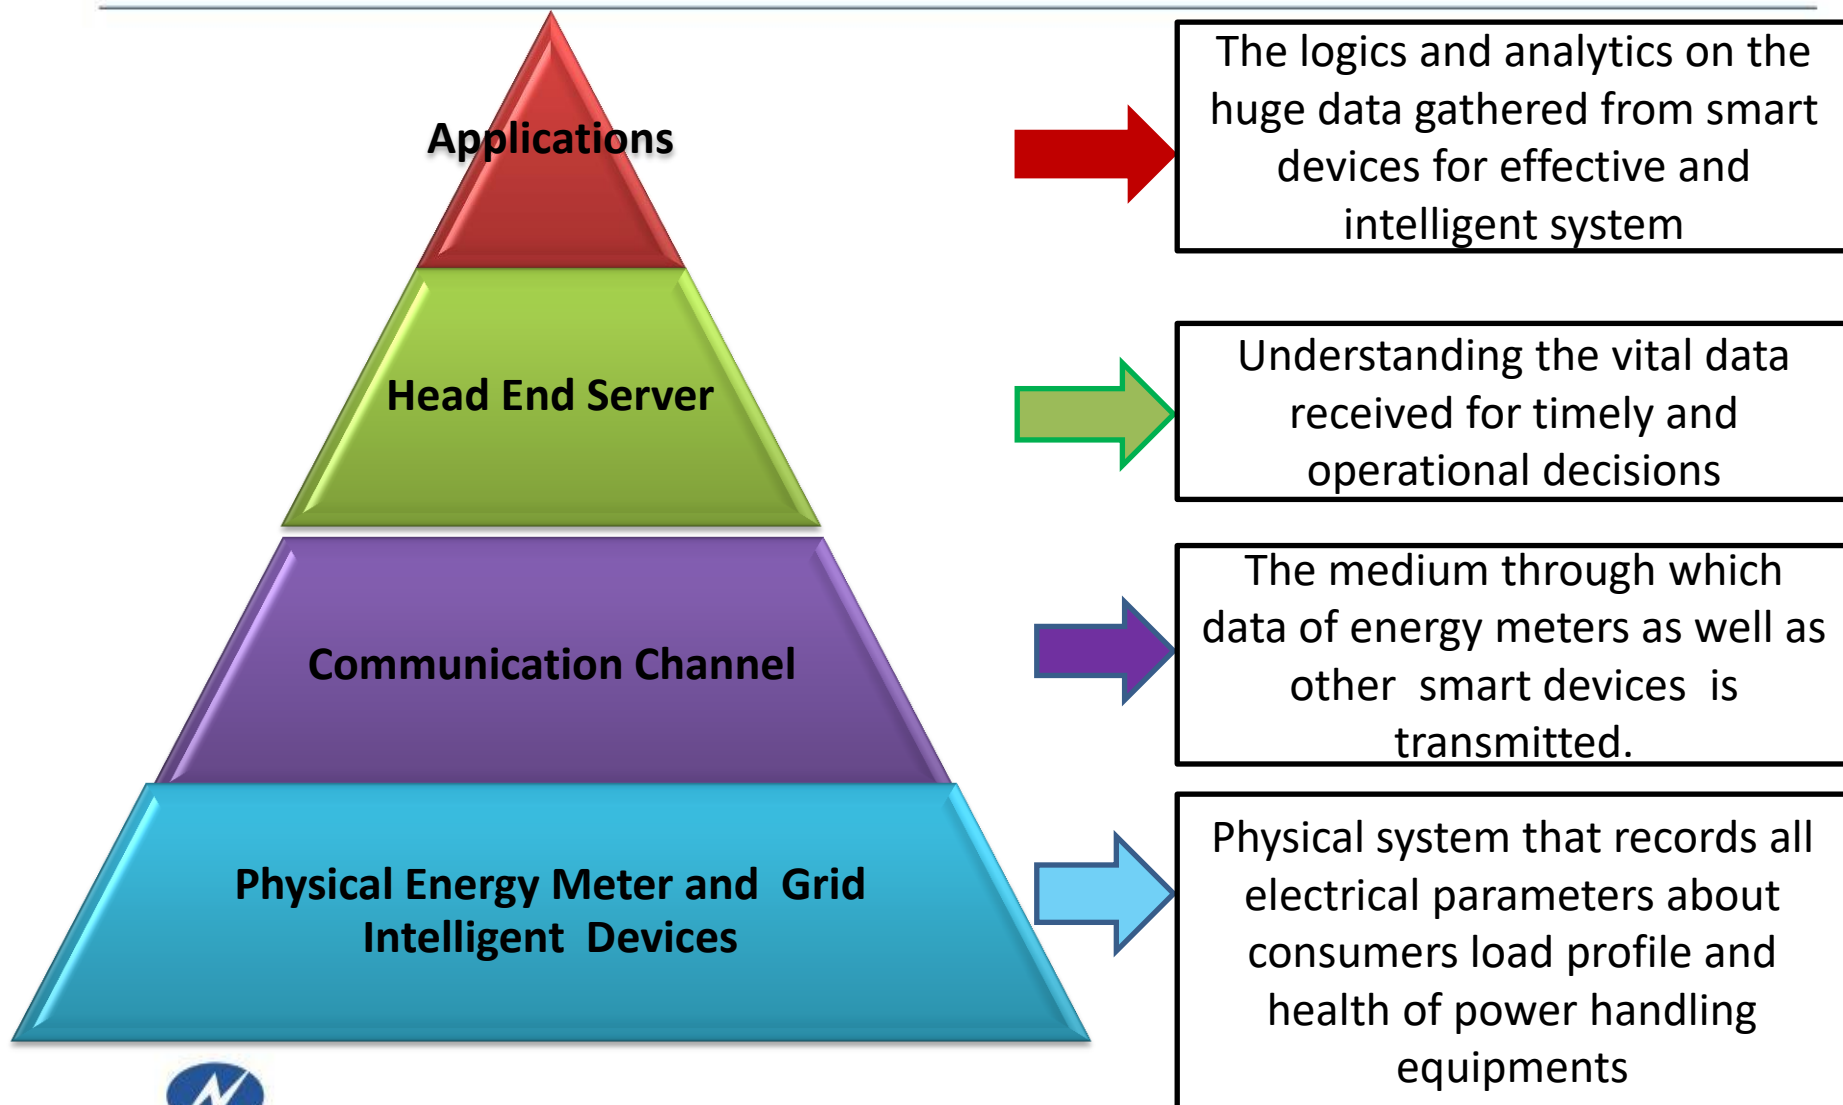 Applications
The logics and analytics on the
huge data gathered from smart
devices for effective and
intelligent system
Head End Server
Understanding the vital data
received for timely and
operational decisions
Communication Channel
The medium through which
data of energy meters as well as
other  smart devices  is
transmitted.
Physical Energy Meter and  Grid
Intelligent  Devices
Physical system that records all
electrical parameters about
consumers load profile and
health of power handling
equipments